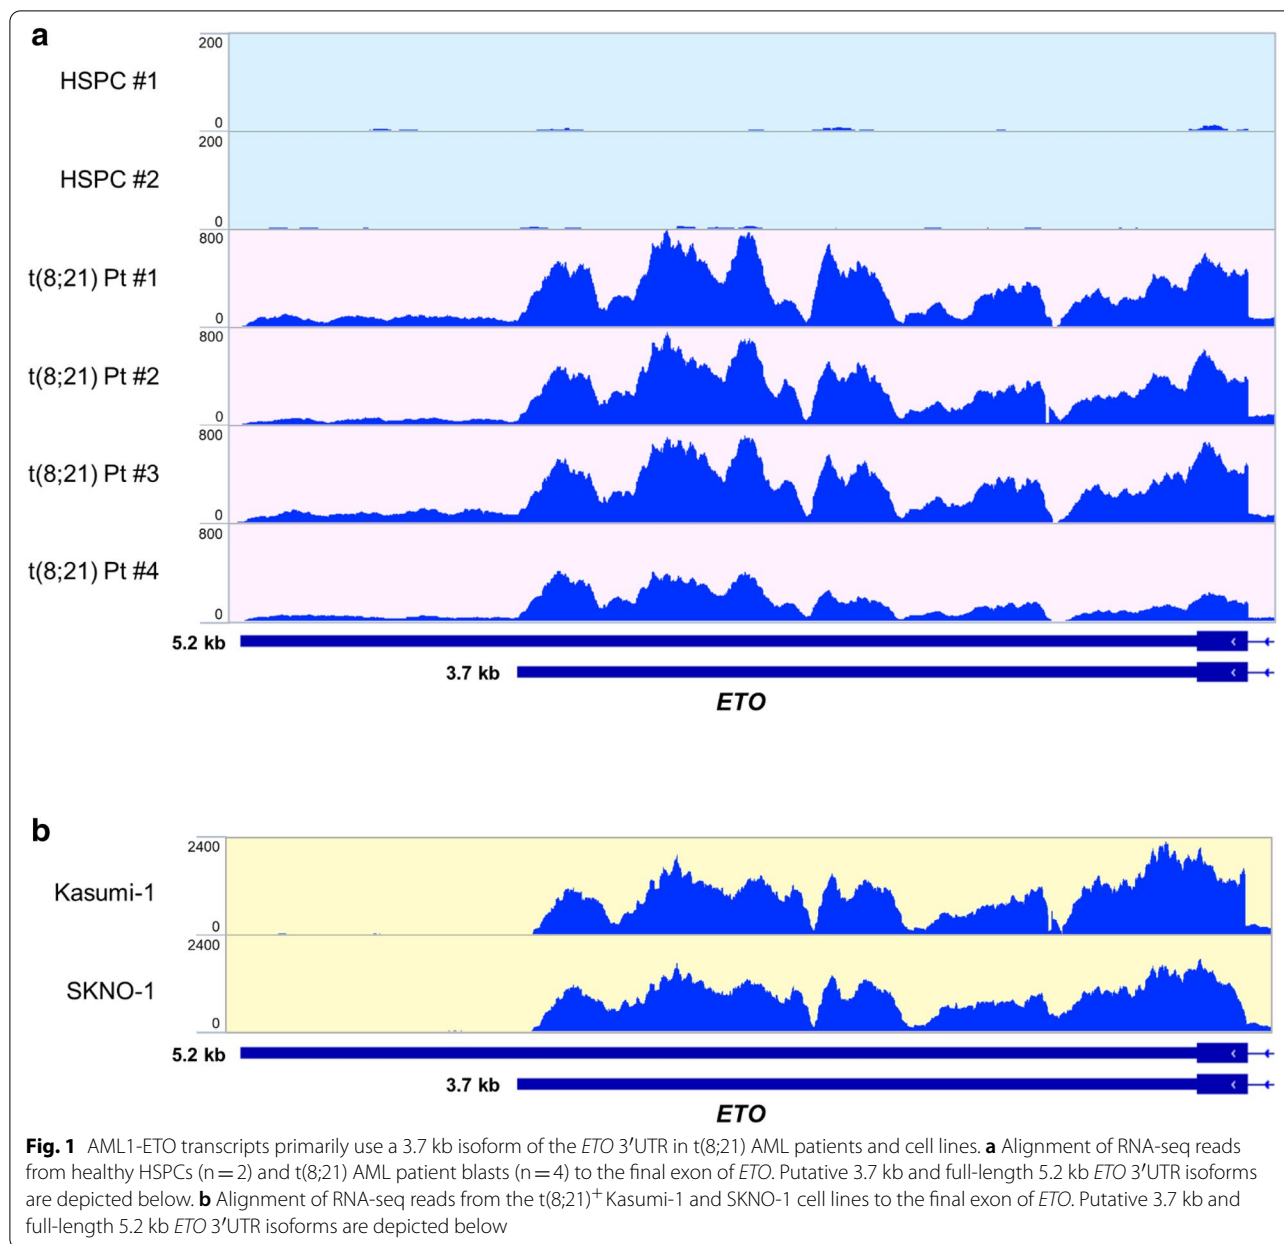 a
200
HSPC #1
0
200
HSPC #2
0
800
t(8;21) Pt #1
0
800
t(8;21) Pt #2
0
800
t(8;21) Pt #3
0
800
t(8;21) Pt #4
0
5.2 kb
3.7 kb
ETO
b
2400
Kasumi-1
0
2400
SKNO-1
0
5.2 kb
3.7 kb
ETO
Fig. 1 AML1-ETO transcripts primarily use a 3.7 kb isoform of the ETO 3′UTR in t(8;21) AML patients and cell lines. a Alignment of RNA-seq reads
from healthy HSPCs (n = 2) and t(8;21) AML patient blasts (n = 4) to the final exon of ETO. Putative 3.7 kb and full-length 5.2 kb ETO 3′UTR isoforms
are depicted below. b Alignment of RNA-seq reads from the t(8;21)+ Kasumi-1 and SKNO-1 cell lines to the final exon of ETO. Putative 3.7 kb and
full-length 5.2 kb ETO 3′UTR isoforms are depicted below